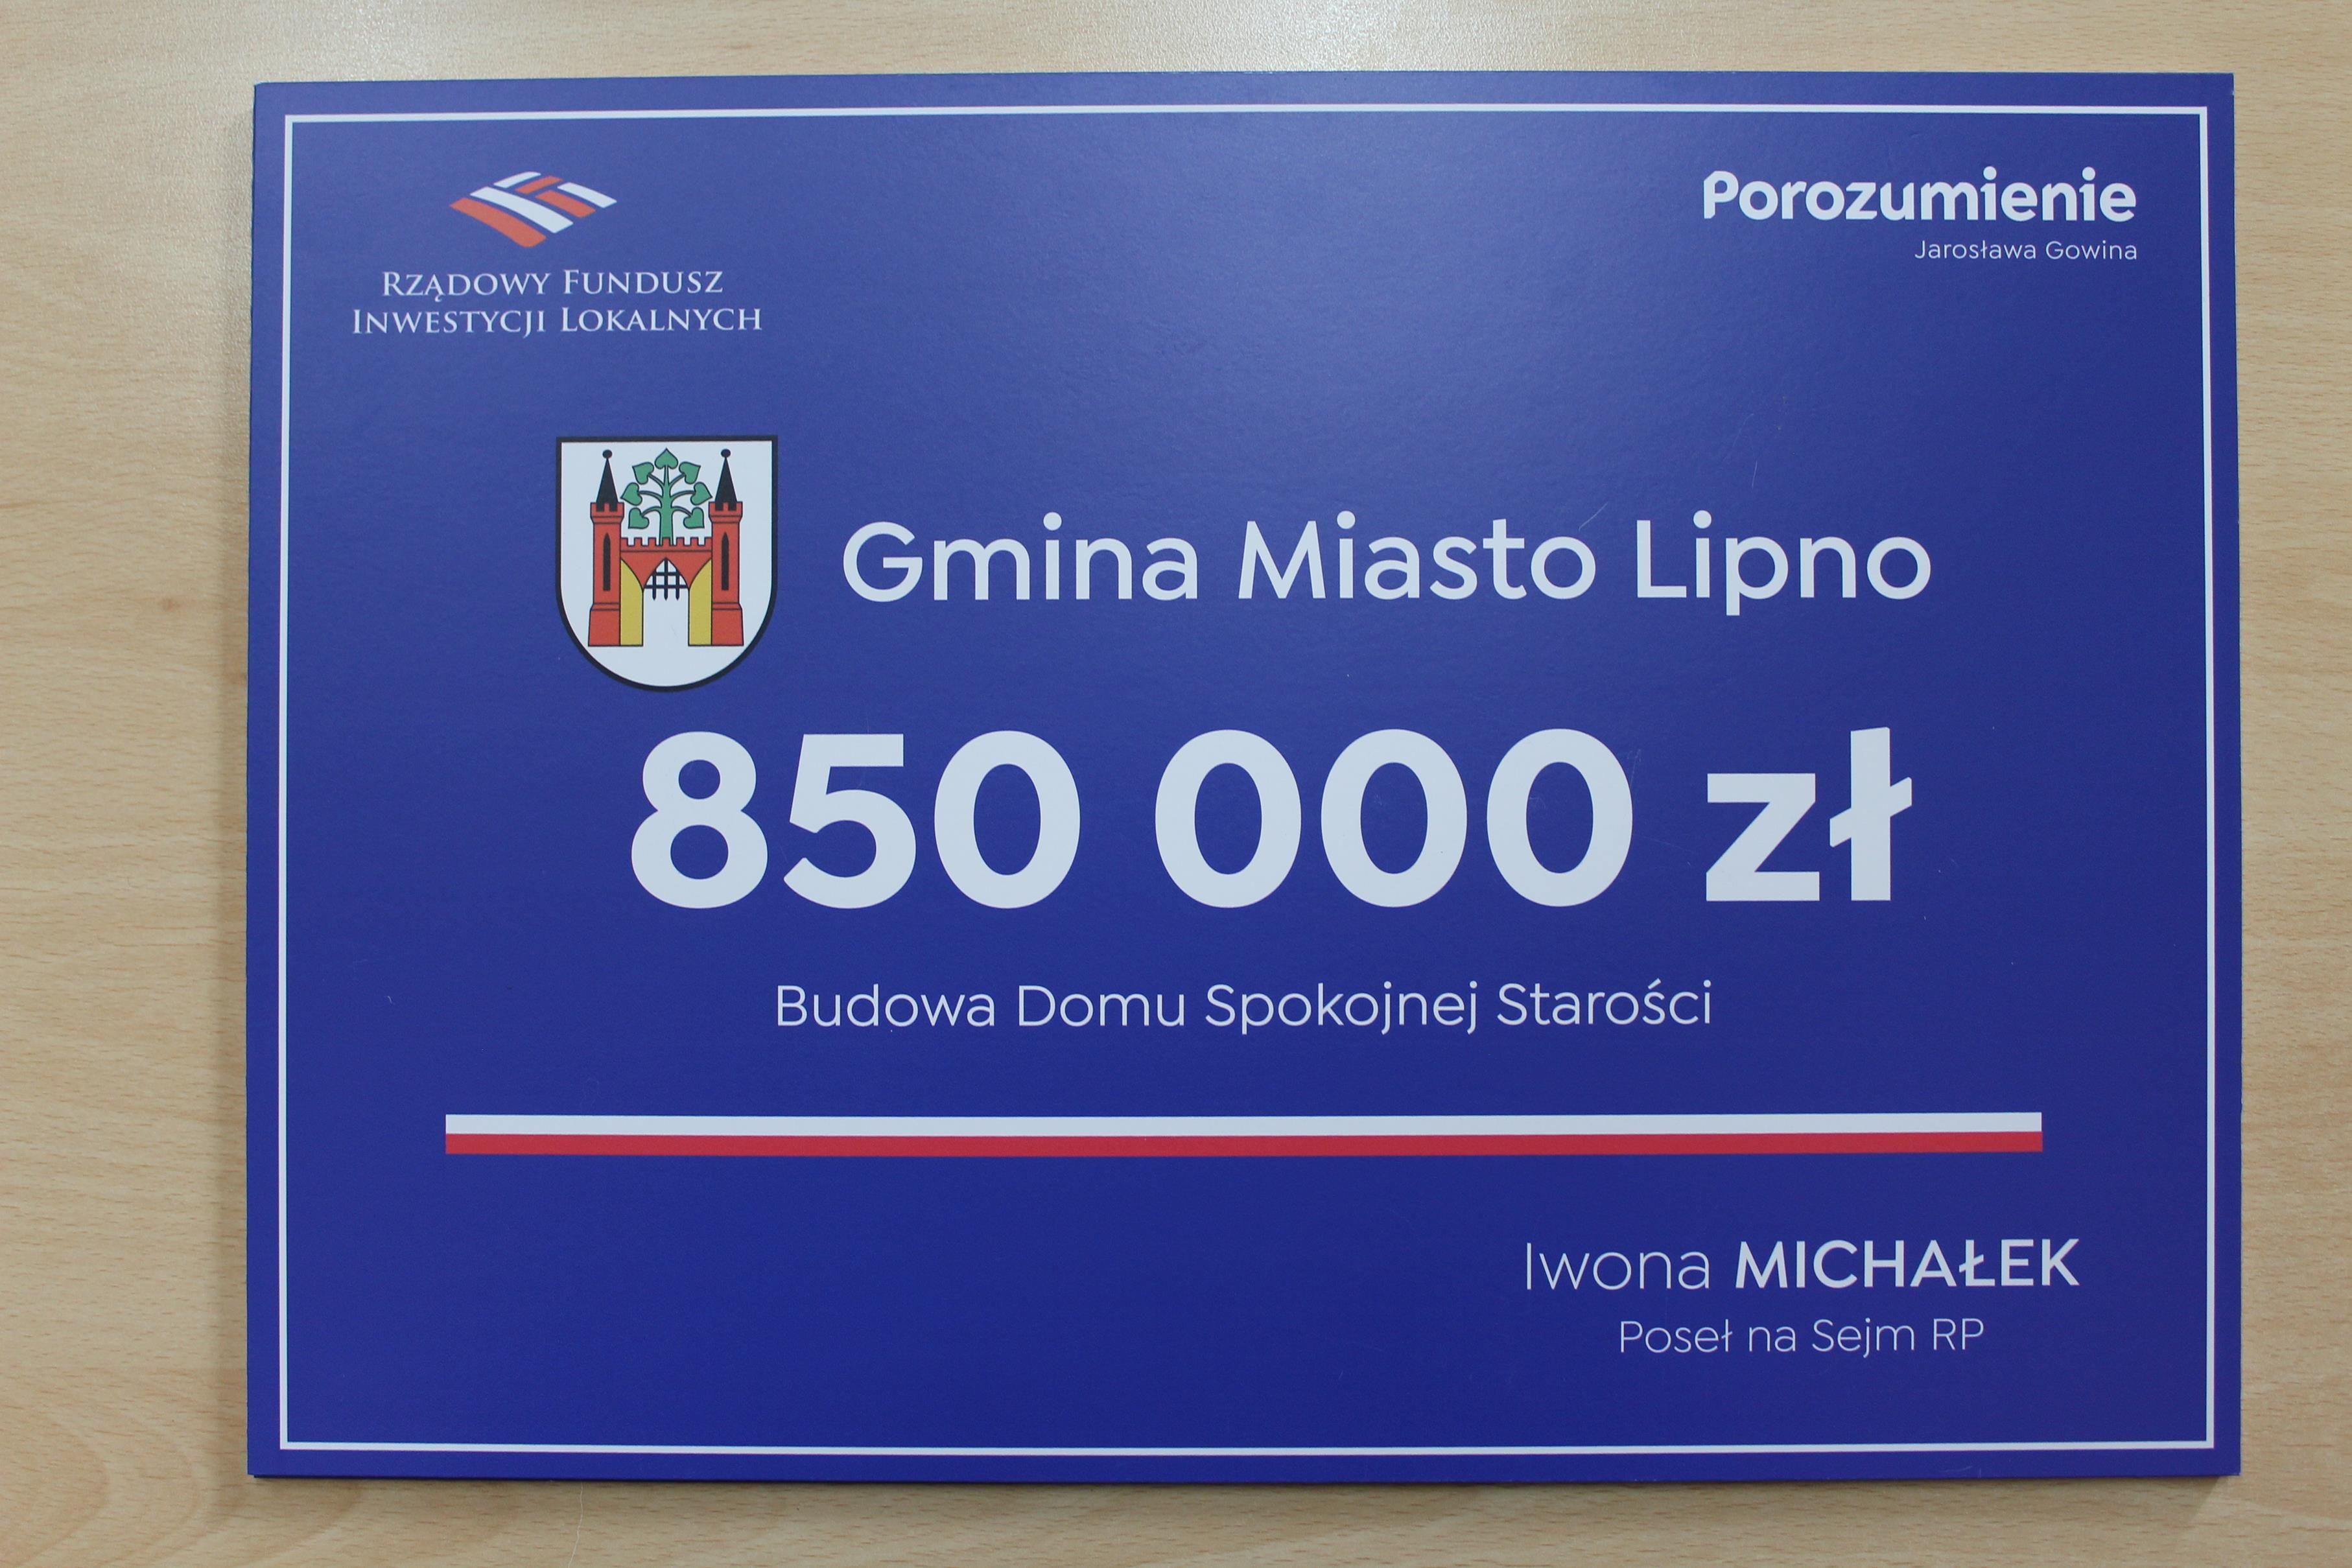 RZĄDOWY FUNDUSZ
INWESTYCJI LOKALNYCH
Porozumienie
Jarosława Gowina
Gmina Miasto Lipno
850 000 zł
Budowa Domu Spokojnej Starości
Iwona MICHAŁEK
Poseł na Sejm RP